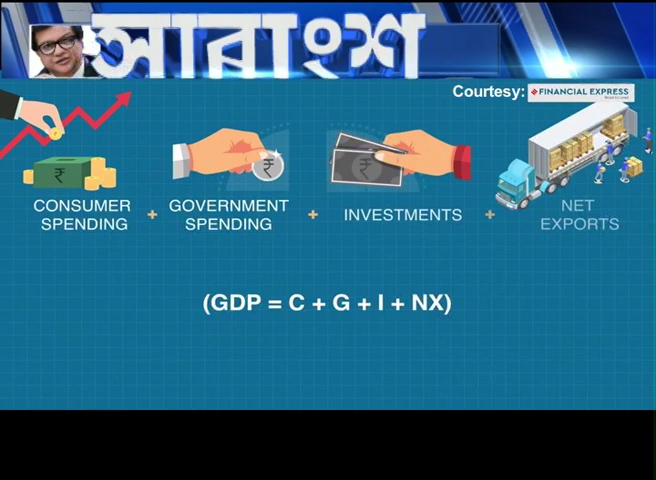 সাৰাংশ
Courtesy: FINANCIAL EXPRESS
CONSUMER SPENDING + GOVERNMENT SPENDING + INVESTMENTS + NET EXPORTS
(GDP = C + G + I + NX)